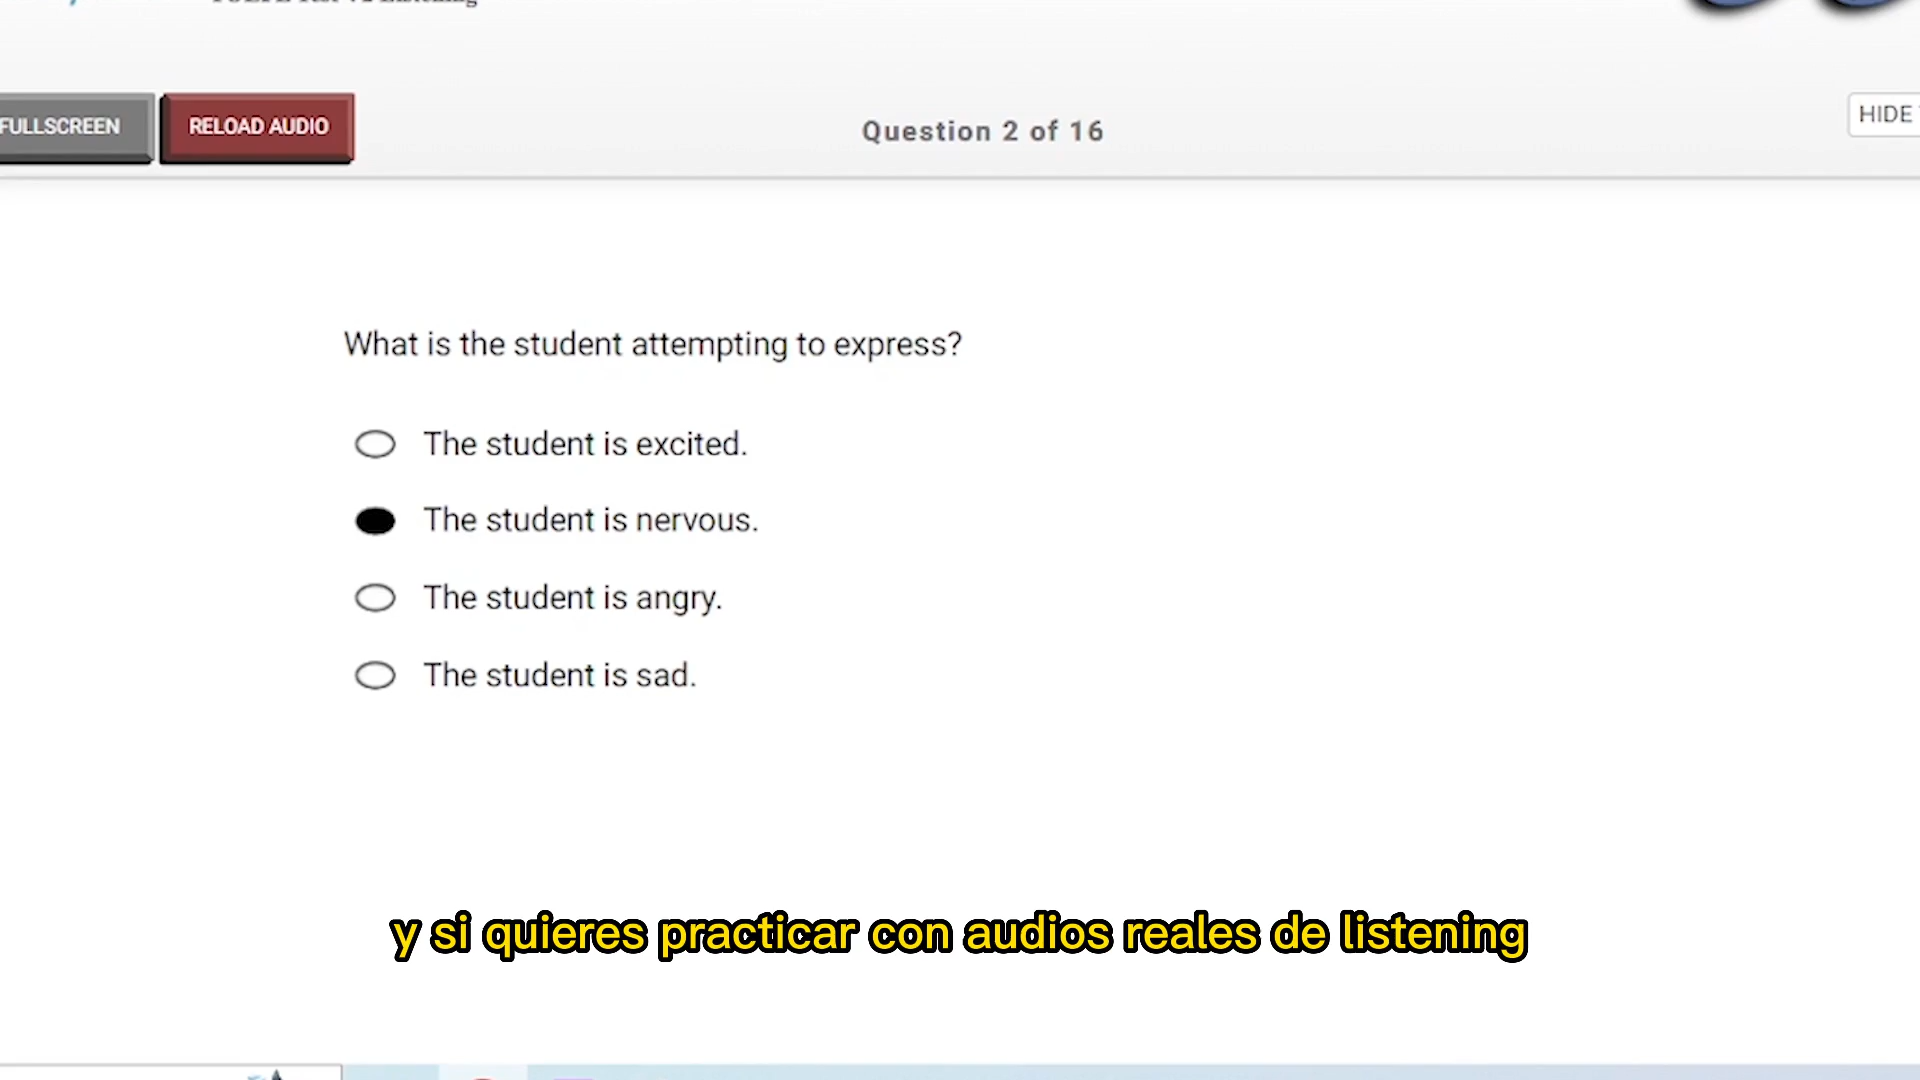 FULLSCREEN
RELOAD AUDIO
Question 2 of 16
HIDE
What is the student attempting to express?
The student is excited.
The student is nervous.
The student is angry.
The student is sad.
y si quieres practicar con audios reales de listening